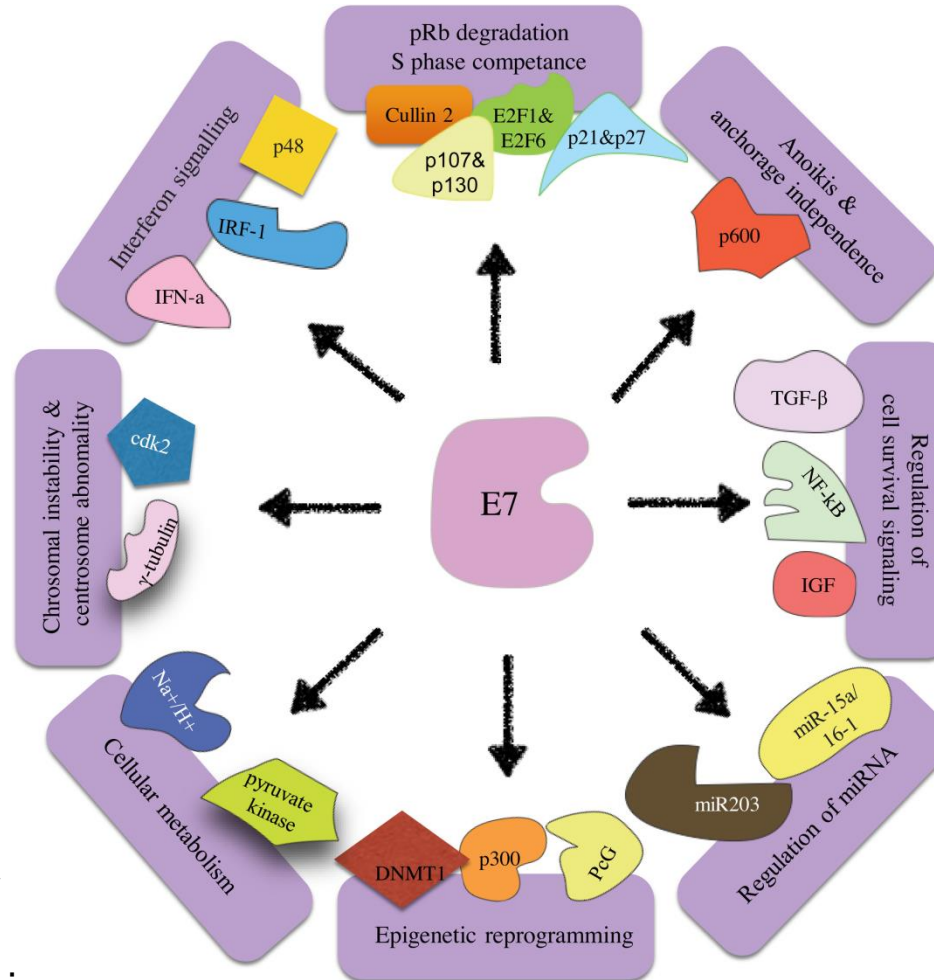 pRb degradation
S phase competance
Cullin 2
E2F1&
E2F6
p107&
p130
p21&p27
Anoikis &
anchorage independence
p600
Regulation of
cell survival signaling
TGF-β
NF-kB
IGF
Regulation of miRNA
miR-15a/
16-1
miR203
Epigenetic reprogramming
PcG
p300
DNMT1
Cellular metabolism
pyruvate
kinase
Na+/H+
Chrosomal instability &
centrosome abnomality
γ-tubulin
cdk2
Interferon signalling
IFN-a
IRF-1
p48
E7